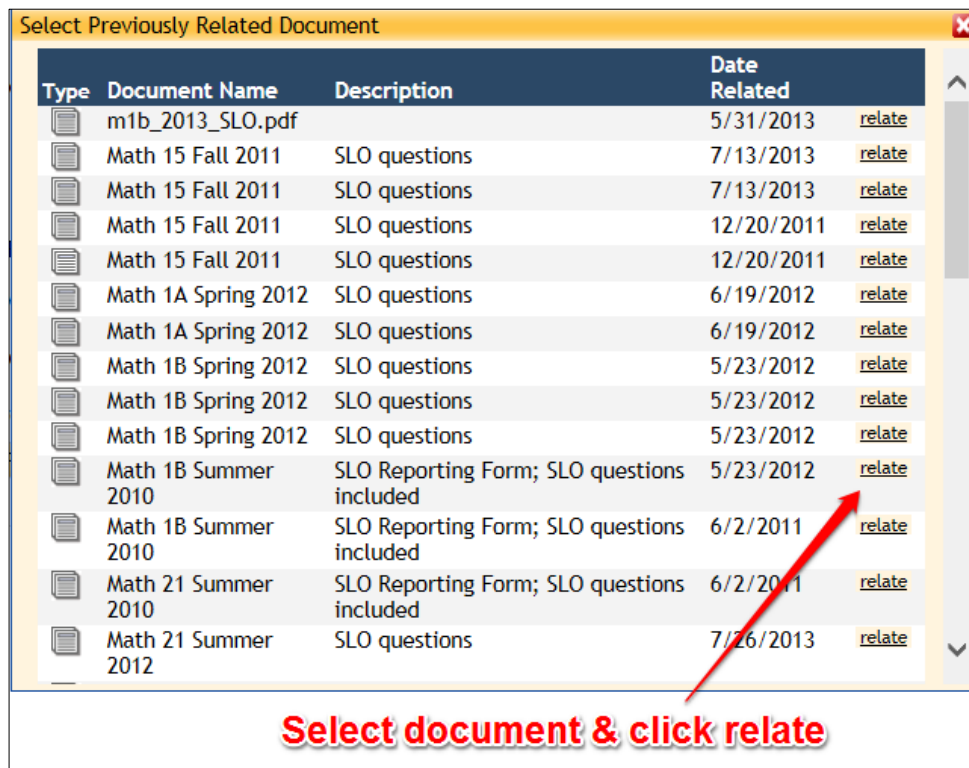 Select Previously Related Document
Type Document Name Description Date Related
m1b_2013_SLO.pdf 5/31/2013 relate
Math 15 Fall 2011 SLO questions 7/13/2013 relate
Math 15 Fall 2011 SLO questions 7/13/2013 relate
Math 15 Fall 2011 SLO questions 12/20/2011 relate
Math 15 Fall 2011 SLO questions 12/20/2011 relate
Math 1A Spring 2012 SLO questions 6/19/2012 relate
Math 1A Spring 2012 SLO questions 6/19/2012 relate
Math 1B Spring 2012 SLO questions 5/23/2012 relate
Math 1B Spring 2012 SLO questions 5/23/2012 relate
Math 1B Spring 2012 SLO questions 5/23/2012 relate
Math 1B Summer SLO Reporting Form; SLO questions 5/23/2012 relate
2010 included
Math 1B Summer SLO Reporting Form; SLO questions 6/2/2011 relate
2010 included
Math 21 Summer SLO Reporting Form; SLO questions 6/2/2011 relate
2010 included
Math 21 Summer SLO questions 7/26/2013 relate
2012
Select document & click relate